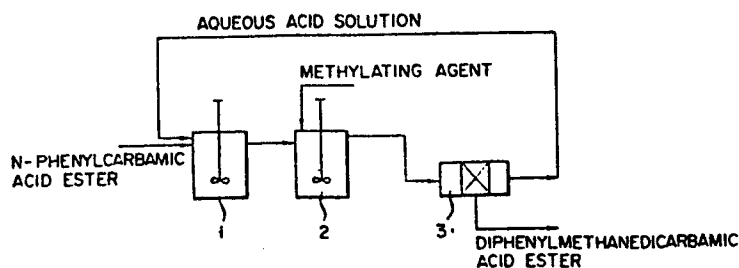 AQUEOUS ACID SOLUTION
METHYLATING AGENT
N-PHENYLCARBAMIC
ACID ESTER
1
2
3
DIPHENYLMETHANEDICARBAMIC
ACID ESTER